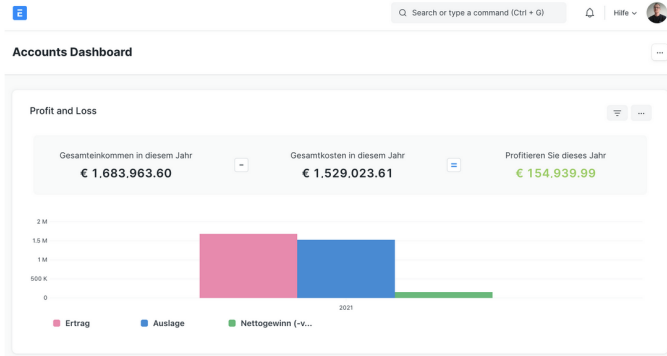 E
Search or type a command (Ctrl + G)
Hilfe
Accounts Dashboard
...
Profit and Loss
...
Gesamteinkommen in diesem Jahr
€ 1,683,963.60
-
Gesamtkosten in diesem Jahr
€ 1,529,023.61
=
Profitieren Sie dieses Jahr
€ 154,939.99
2 M
1.5 M
1 M
500 K
0
2021
Ertrag
Auslage
Nettogewinn (-v...